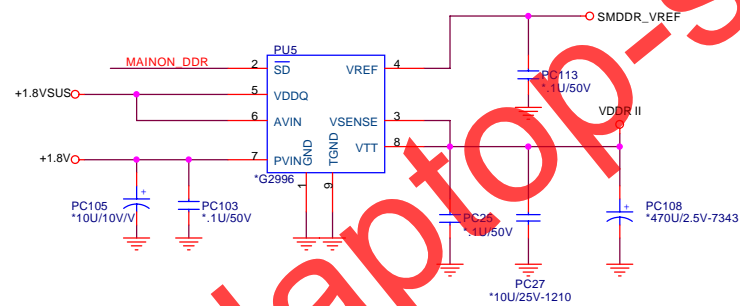 SMDDR_VREF
PU5
MAINON_DDR
2
SD
VREF
4
PC113
*.1U/50V
+1.8VSUS
5
VDDQ
VDDR II
6
AVIN
VSENSE
3
VTT
8
+1.8V
7
PVIN
GND
TGND
*G2996
1
9
PC105
*10U/10V/V
PC103
.1U/50V
PC25
*.1U/50V
PC108
*470U/2.5V-7343
PC27
*10U/25V-1210
laptop-s